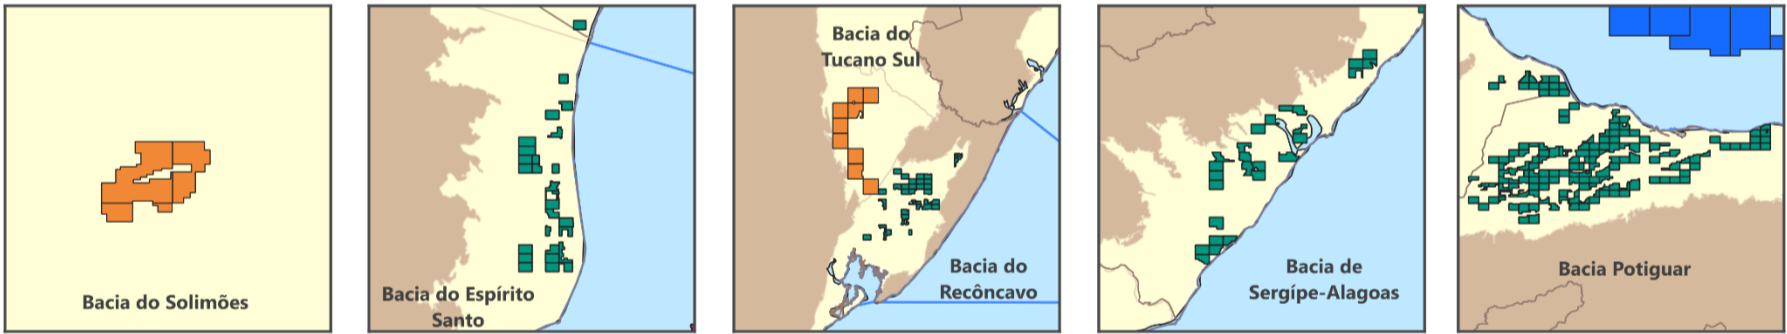 Bacia do Solimões
Bacia do Espírito
Santo
Bacia do
Tucano Sul
Bacia do
Recôncavo
Bacia de
Sergípe-Alagoas
Bacia Potiguar